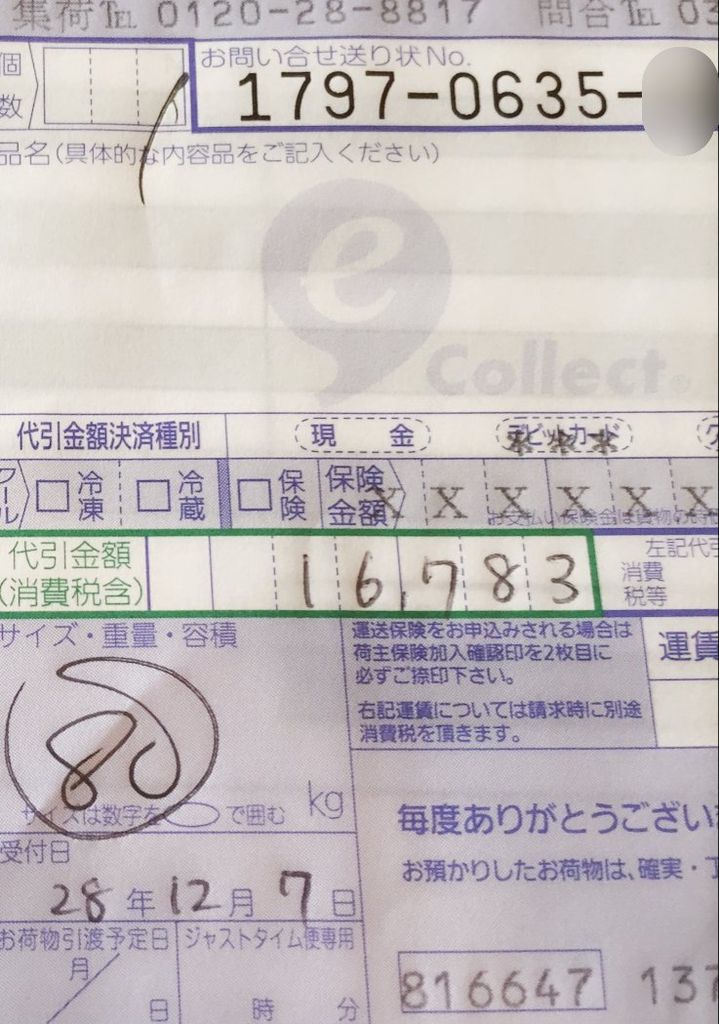 集荷℡ 0120-28-8817 問合℡ 03
個数
お問い合せ送り状No.
1797-0635-
品名(具体的な内容品をご記入ください)
e Collect.®
代引金額決済種別 現金 デビットカード
冷凍 冷蔵 保険 保険金額 X X X X X X
代引金額(消費税含) 16,783
左記代引
消費税等
サイズ・重量・容積
80
サイズは数字を で囲む kg
運送保険をお申込みされる場合は
荷主保険加入確認印を2枚目に
必ずご捺印下さい。
右記運賃については請求時に別途
消費税を頂きます。
運賃
受付日
28年12月7日
毎度ありがとうござい
お預かりしたお荷物は、確実・丁
お荷物引渡予定日 ジャストタイム便専用
月 日 時 分
816647 137